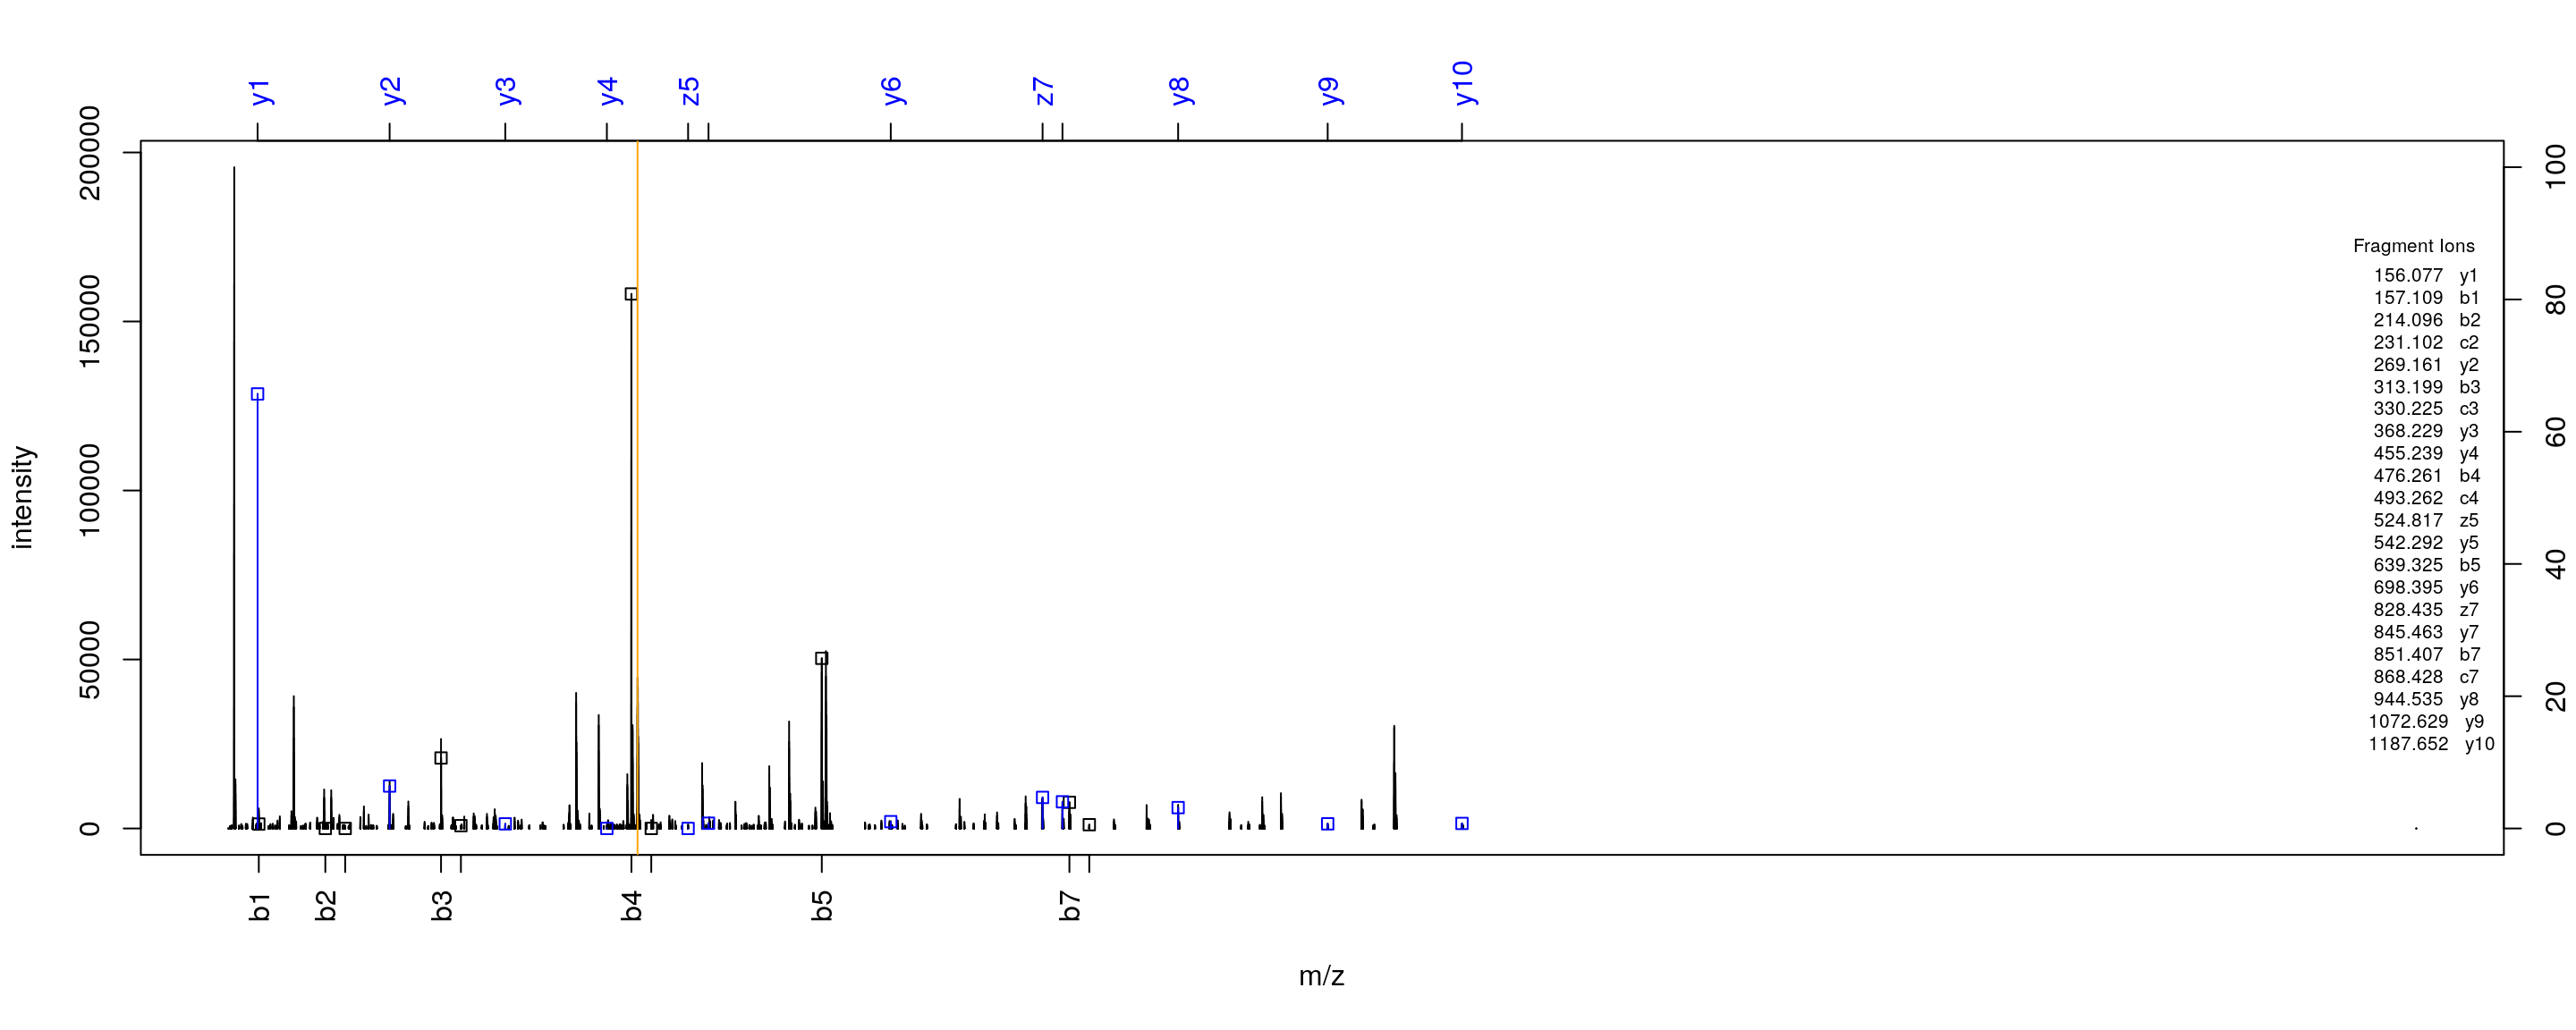 y1 y2 y3 y4 z5 y6 z7 y8 y9 y10
200000
150000
100000
50000
0
intensity
100
80
60
40
20
0
Fragment Ions
156.077 y1
157.109 b1
214.096 b2
231.102 c2
269.161 y2
313.199 b3
330.225 c3
368.229 y3
455.239 y4
476.261 b4
493.262 c4
524.817 z5
542.292 y5
639.325 b5
698.395 y6
828.435 z7
845.463 y7
851.407 b7
868.428 c7
944.535 y8
1072.629 y9
1187.652 y10
b1 b2 b3 b4 b5 b7
m/z